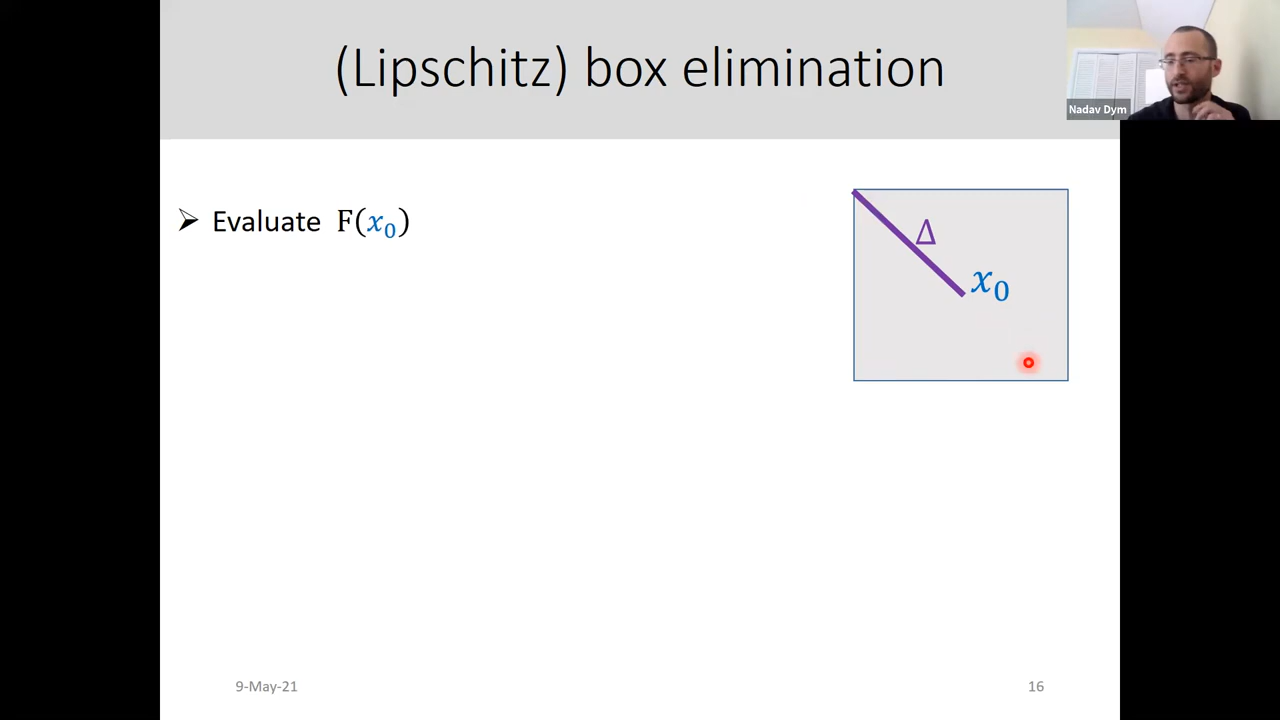 (Lipschitz) box elimination
Nadav Dym
➢ Evaluate F(x₀)
Δ
x₀
9-May-21
16